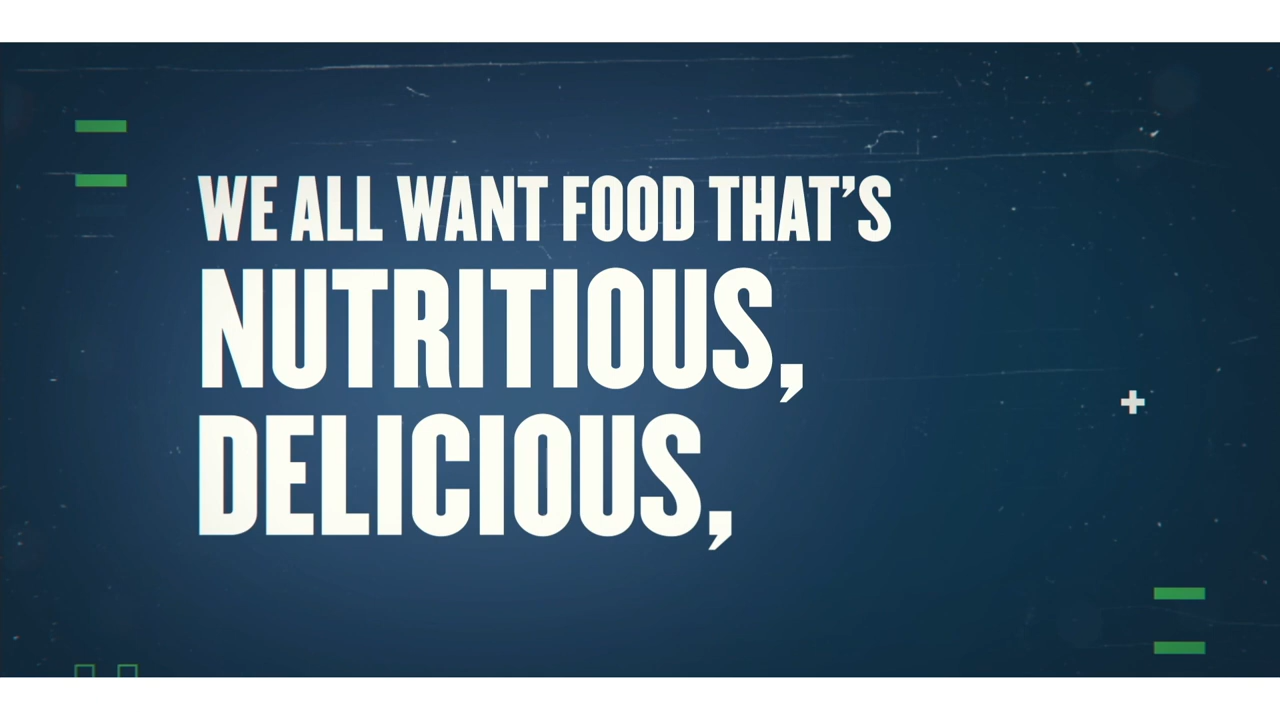 WE ALL WANT FOOD THAT’S
NUTRITIOUS,
DELICIOUS,